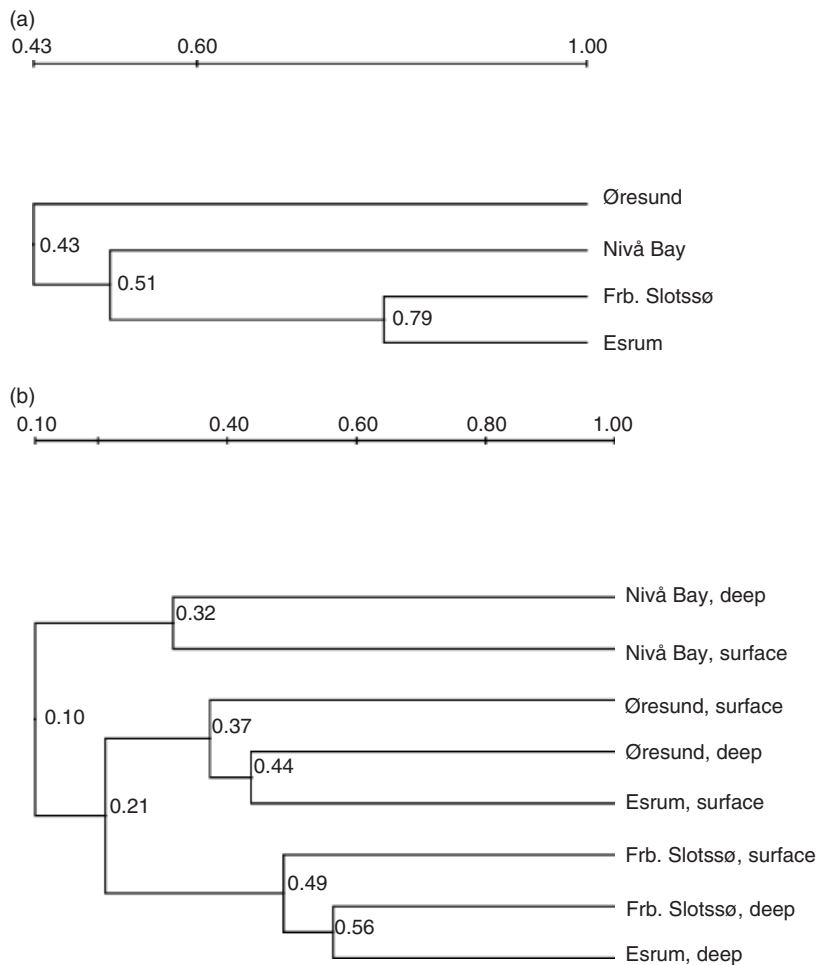 (a)
0.43 0.60 1.00
Øresund
0.43
Nivå Bay
0.51
Frb. Slotssø
0.79
Esrum
(b)
0.10 0.40 0.60 0.80 1.00
Nivå Bay, deep
0.32
Nivå Bay, surface
Øresund, surface
0.10
0.37
Øresund, deep
0.44
Esrum, surface
0.21
Frb. Slotssø, surface
0.49
Frb. Slotssø, deep
0.56
Esrum, deep